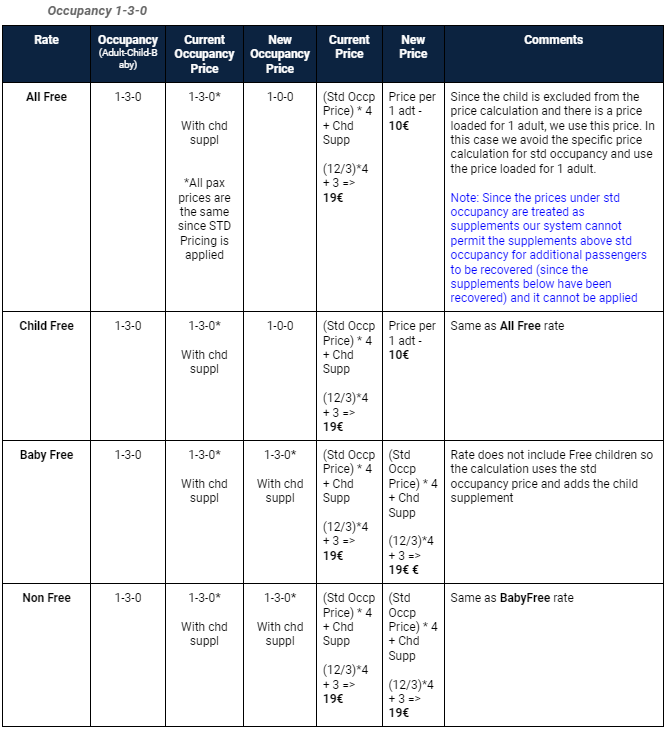 Occupancy 1-3-0
Rate
Occupancy
(Adult-Child-B
aby)
Current
Occupancy
Price
New
Occupancy
Price
Current
Price
New
Price
Comments
All Free
1-3-0
1-3-0*
With chd
suppl
*All pax
prices are
the same
since STD
Pricing is
applied
1-0-0
(Std Occp
Price) * 4
+ Chd
Supp
(12/3)*4
+ 3 =>
19€
Price per
1 adt -
10€
Since the child is excluded from the
price calculation and there is a price
loaded for 1 adult, we use this price. In
this case we avoid the specific price
calculation for std occupancy and use
the price loaded for 1 adult.
Note: Since the prices under std
occupancy are treated as
supplements our system cannot
permit the supplements above std
occupancy for additional passengers
to be recovered (since the
supplements below have been
recovered) and it cannot be applied
Child Free
1-3-0
1-3-0*
With chd
suppl
1-0-0
(Std Occp
Price) * 4
+ Chd
Supp
(12/3)*4
+ 3 =>
19€
Price per
1 adt -
10€
Same as All Free rate
Baby Free
1-3-0
1-3-0*
With chd
suppl
1-3-0*
With chd
suppl
(Std Occp
Price) * 4
+ Chd
Supp
(12/3)*4
+ 3 =>
19€
(Std
Occp
Price) * 4
+ Chd
Supp
(12/3)*4
+ 3 =>
19€ €
Rate does not include Free children so
the calculation uses the std
occupancy price and adds the child
supplement
Non Free
1-3-0
1-3-0*
With chd
suppl
1-3-0*
With chd
suppl
(Std Occp
Price) * 4
+ Chd
Supp
(12/3)*4
+ 3 =>
19€
(Std
Occp
Price) * 4
+ Chd
Supp
(12/3)*4
+ 3 =>
19€
Same as BabyFree rate